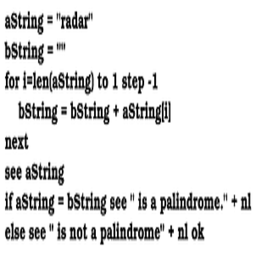 aString = "radar"
bString = ""
for i=len(aString) to 1 step -1
bString = bString + aString[i]
next
see aString
if aString = bString see " is a palindrome." + nl
else see " is not a palindrome" + nl ok